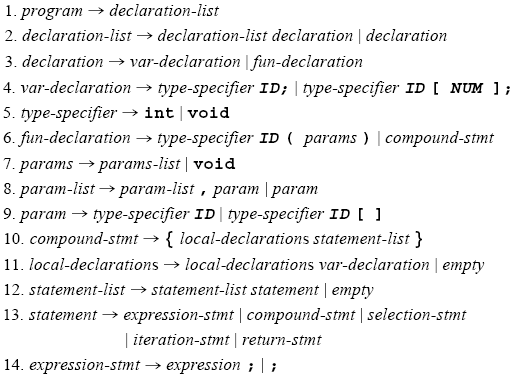 1. program → declaration-list
2. declaration-list → declaration-list declaration | declaration
3. declaration → var-declaration | fun-declaration
4. var-declaration → type-specifier ID; | type-specifier ID [ NUM ];
5. type-specifier → int | void
6. fun-declaration → type-specifier ID ( params ) | compound-stmt
7. params → params-list | void
8. param-list → param-list , param | param
9. param → type-specifier ID | type-specifier ID [ ]
10. compound-stmt → { local-declarations statement-list }
11. local-declarations → local-declarations var-declaration | empty
12. statement-list → statement-list statement | empty
13. statement → expression-stmt | compound-stmt | selection-stmt
| iteration-stmt | return-stmt
14. expression-stmt → expression ; | ;